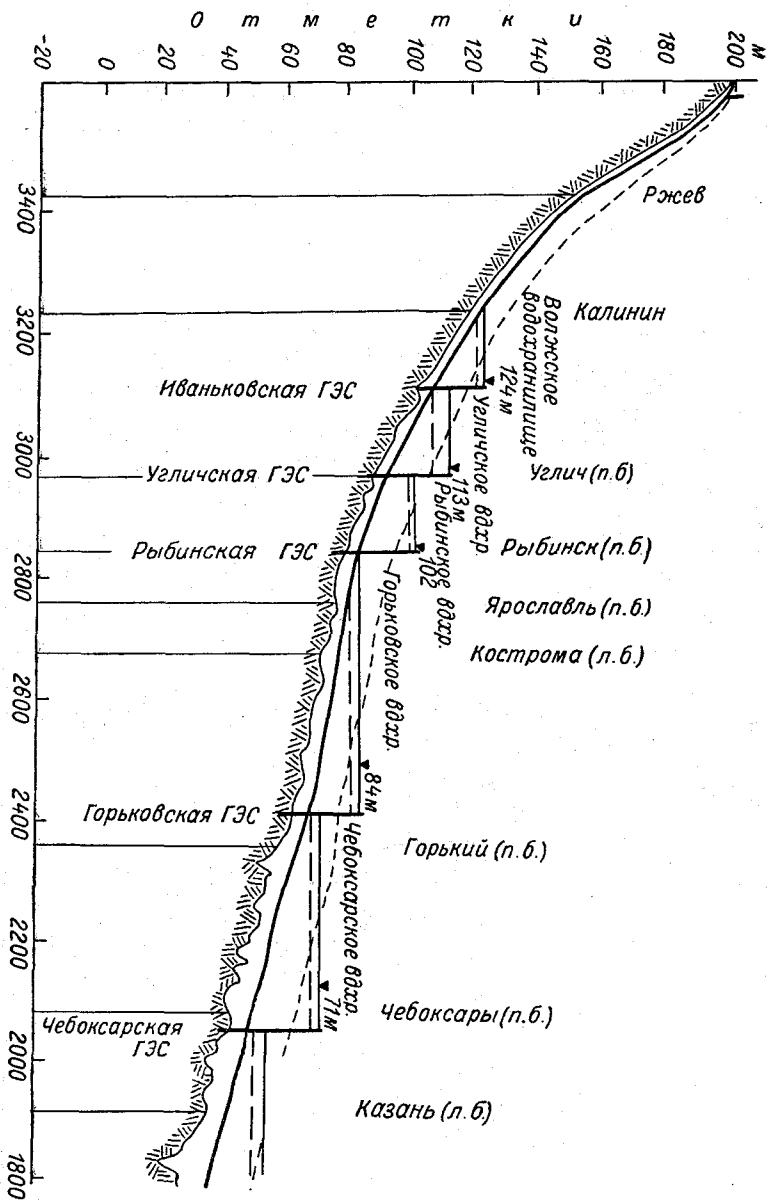 Отметки
м
-20 0 20 40 60 80 100 120 140 160 180 200
Ржев
3400
Калинин
3200
Волжское
водохранилище
124 м
Иваньковская ГЭС
Угличское вдхр.
113 м
3000
Угличская ГЭС
Углич (п.б)
Рыбинское вдхр.
102
Рыбинская ГЭС
Рыбинск (п.б.)
2800
Ярославль (п.б.)
Горьковское вдхр.
84 м
Кострома (л.б.)
2600
Горьковская ГЭС
2400
Горький (п.б.)
Чебоксарское вдхр.
71 м
2200
Чебоксары (п.б.)
Чебоксарская
ГЭС
2000
Казань (л.б)
1800